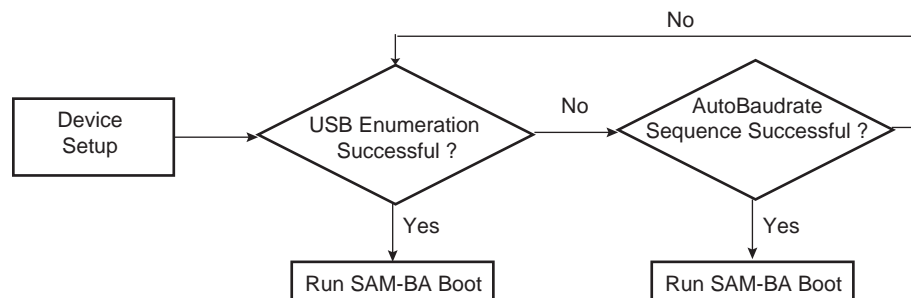 No
Device
Setup
USB Enumeration
Successful ?
No
AutoBaudrate
Sequence Successful ?
Yes
Yes
Run SAM-BA Boot
Run SAM-BA Boot